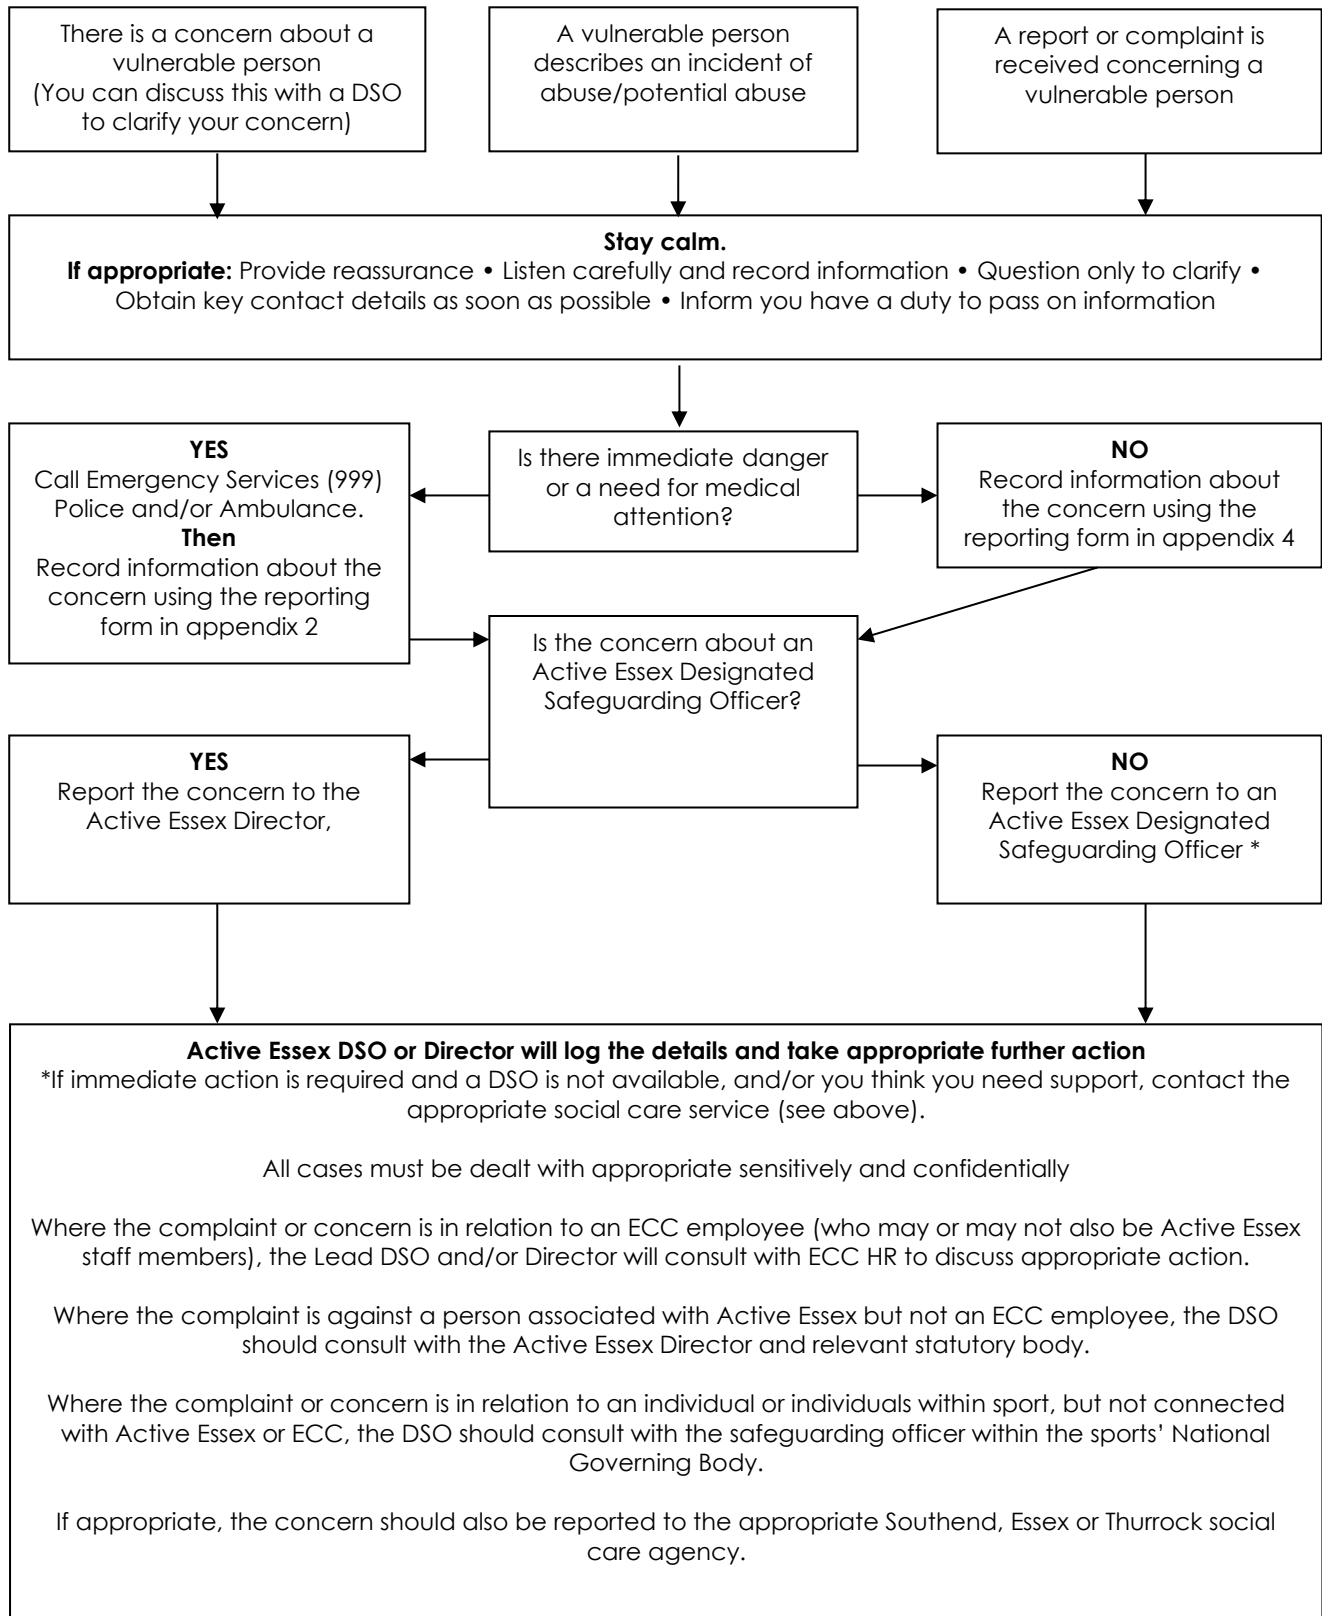 There is a concern about a
vulnerable person
(You can discuss this with a DSO
to clarify your concern)
A vulnerable person
describes an incident of
abuse/potential abuse
A report or complaint is
received concerning a
vulnerable person
Stay calm.
If appropriate: Provide reassurance • Listen carefully and record information • Question only to clarify •
Obtain key contact details as soon as possible • Inform you have a duty to pass on information
YES
Call Emergency Services (999)
Police and/or Ambulance.
Then
Record information about the
concern using the reporting
form in appendix 2
Is there immediate danger
or a need for medical
attention?
NO
Record information about
the concern using the
reporting form in appendix 4
Is the concern about an
Active Essex Designated
Safeguarding Officer?
YES
Report the concern to the
Active Essex Director,
NO
Report the concern to an
Active Essex Designated
Safeguarding Officer *
Active Essex DSO or Director will log the details and take appropriate further action
*If immediate action is required and a DSO is not available, and/or you think you need support, contact the
appropriate social care service (see above).
All cases must be dealt with appropriate sensitively and confidentially
Where the complaint or concern is in relation to an ECC employee (who may or may not also be Active Essex
staff members), the Lead DSO and/or Director will consult with ECC HR to discuss appropriate action.
Where the complaint is against a person associated with Active Essex but not an ECC employee, the DSO
should consult with the Active Essex Director and relevant statutory body.
Where the complaint or concern is in relation to an individual or individuals within sport, but not connected
with Active Essex or ECC, the DSO should consult with the safeguarding officer within the sports' National
Governing Body.
If appropriate, the concern should also be reported to the appropriate Southend, Essex or Thurrock social
care agency.